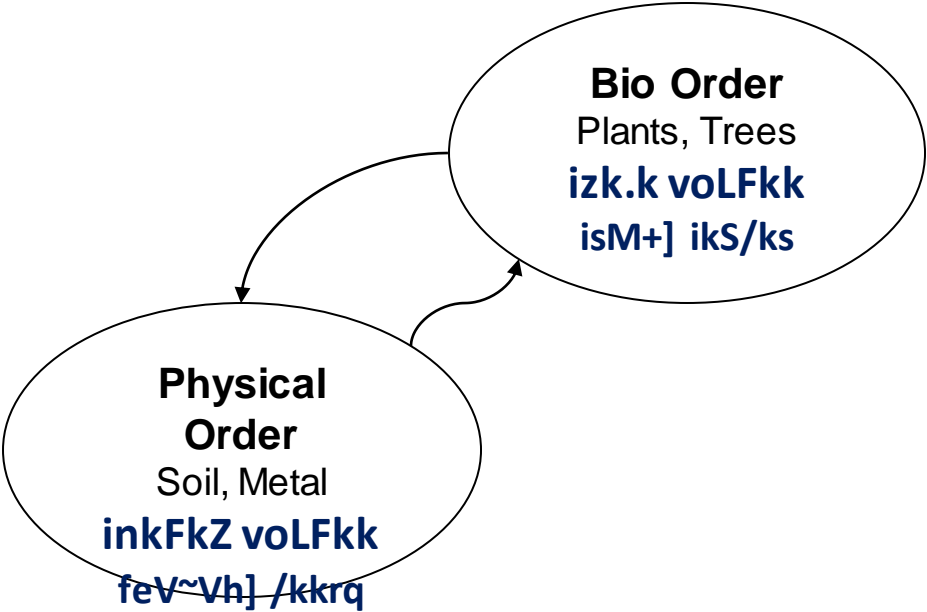 Bio Order
Plants, Trees
izk.k voLFkk
isM+] ikS/ks
Physical
Order
Soil, Metal
inkFkZ voLFkk
feV~Vh] /kkrq